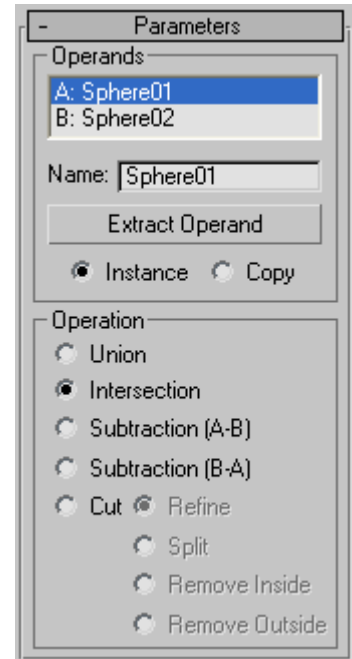 - Parameters
Operands
A: Sphere01
B: Sphere02
Name: Sphere01
Extract Operand
Instance Copy
Operation
Union
Intersection
Subtraction (A-B)
Subtraction (B-A)
Cut Refine
Split
Remove Inside
Remove Outside